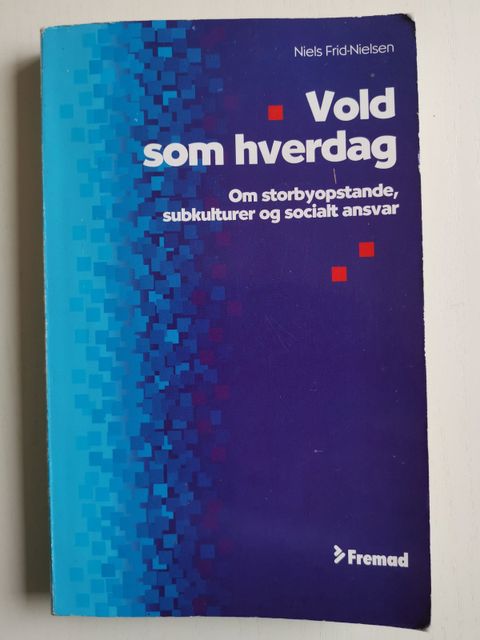 Niels Frid-Nielsen
Vold
som hverdag
Om storbyopstande,
subkulturer og socialt ansvar
Fremad